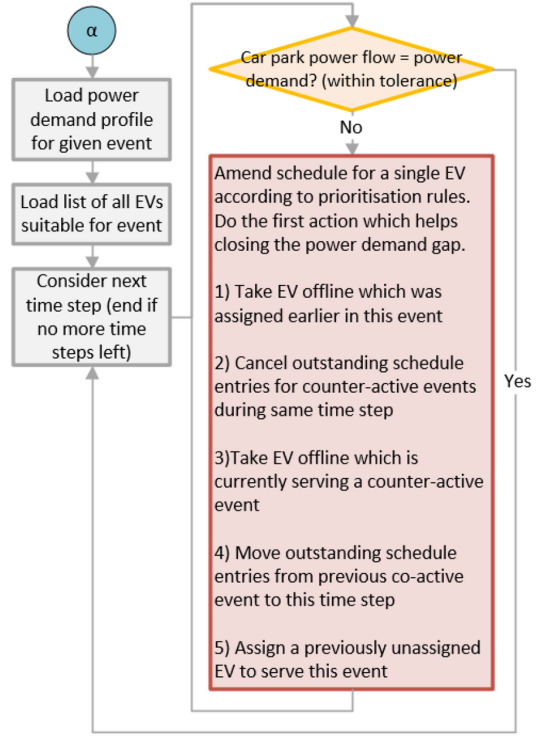 α
Load power
demand profile
for given event
Load list of all EVs
suitable for event
Consider next
time step (end if
no more time
steps left)
Car park power flow = power
demand? (within tolerance)
No
Amend schedule for a single EV
according to prioritisation rules.
Do the first action which helps
closing the power demand gap.
1) Take EV offline which was
assigned earlier in this event
2) Cancel outstanding schedule
entries for counter-active events
during same time step
3)Take EV offline which is
currently serving a counter-active
event
4) Move outstanding schedule
entries from previous co-active
event to this time step
5) Assign a previously unassigned
EV to serve this event
Yes